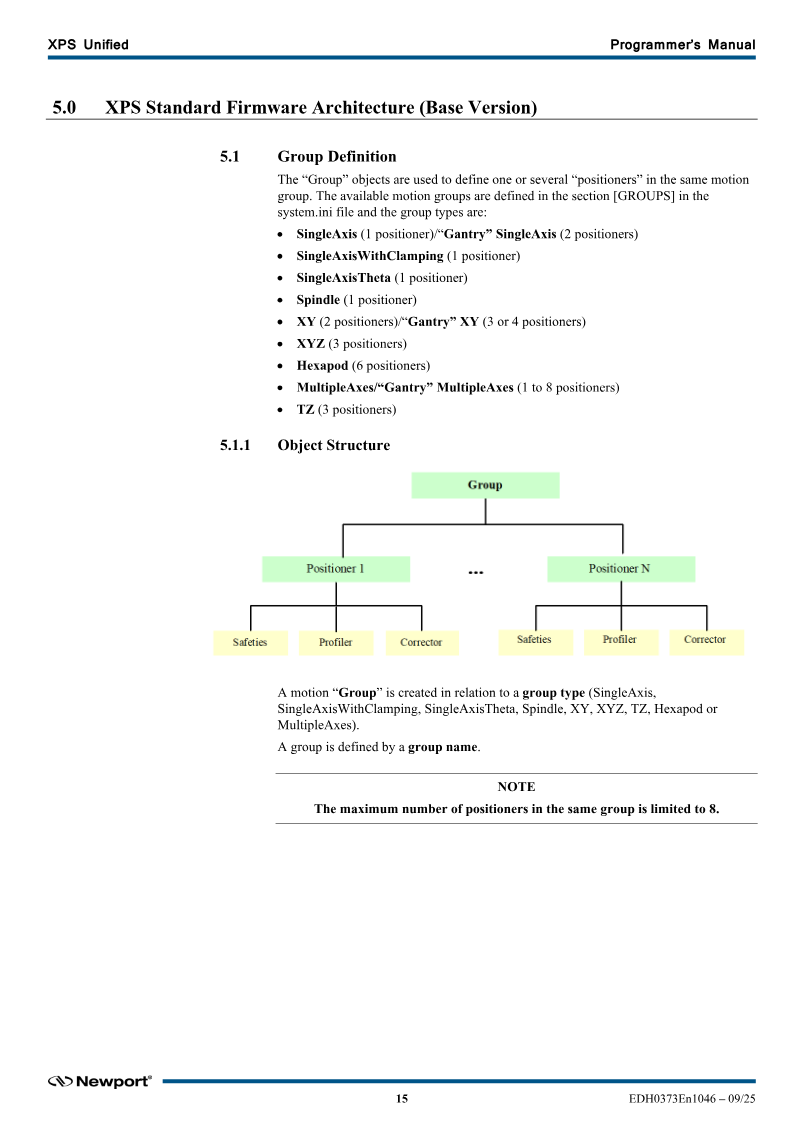 XPS Unified Programmer's Manual
5.0 XPS Standard Firmware Architecture (Base Version)
5.1 Group Definition
The “Group” objects are used to define one or several “positioners” in the same motion
group. The available motion groups are defined in the section [GROUPS] in the
system.ini file and the group types are:
• SingleAxis (1 positioner)/“Gantry” SingleAxis (2 positioners)
• SingleAxisWithClamping (1 positioner)
• SingleAxisTheta (1 positioner)
• Spindle (1 positioner)
• XY (2 positioners)/“Gantry” XY (3 or 4 positioners)
• XYZ (3 positioners)
• Hexapod (6 positioners)
• MultipleAxes/“Gantry” MultipleAxes (1 to 8 positioners)
• TZ (3 positioners)
5.1.1 Object Structure
Group
Positioner 1 ... Positioner N
Safeties Profiler Corrector Safeties Profiler Corrector
A motion “Group” is created in relation to a group type (SingleAxis,
SingleAxisWithClamping, SingleAxisTheta, Spindle, XY, XYZ, TZ, Hexapod or
MultipleAxes).
A group is defined by a group name.
NOTE
The maximum number of positioners in the same group is limited to 8.
Newport®
15 EDH0373En1046 – 09/25